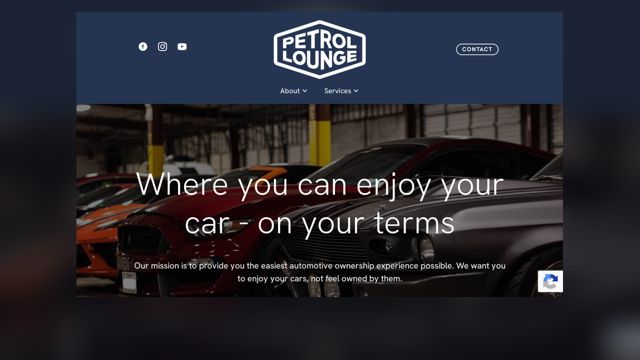 PETROL
LOUNGE
CONTACT
About
Services
Where you can enjoy your
car - on your terms
Our mission is to provide you the easiest automotive ownership experience possible. We want you
to enjoy your cars, not feel owned by them.